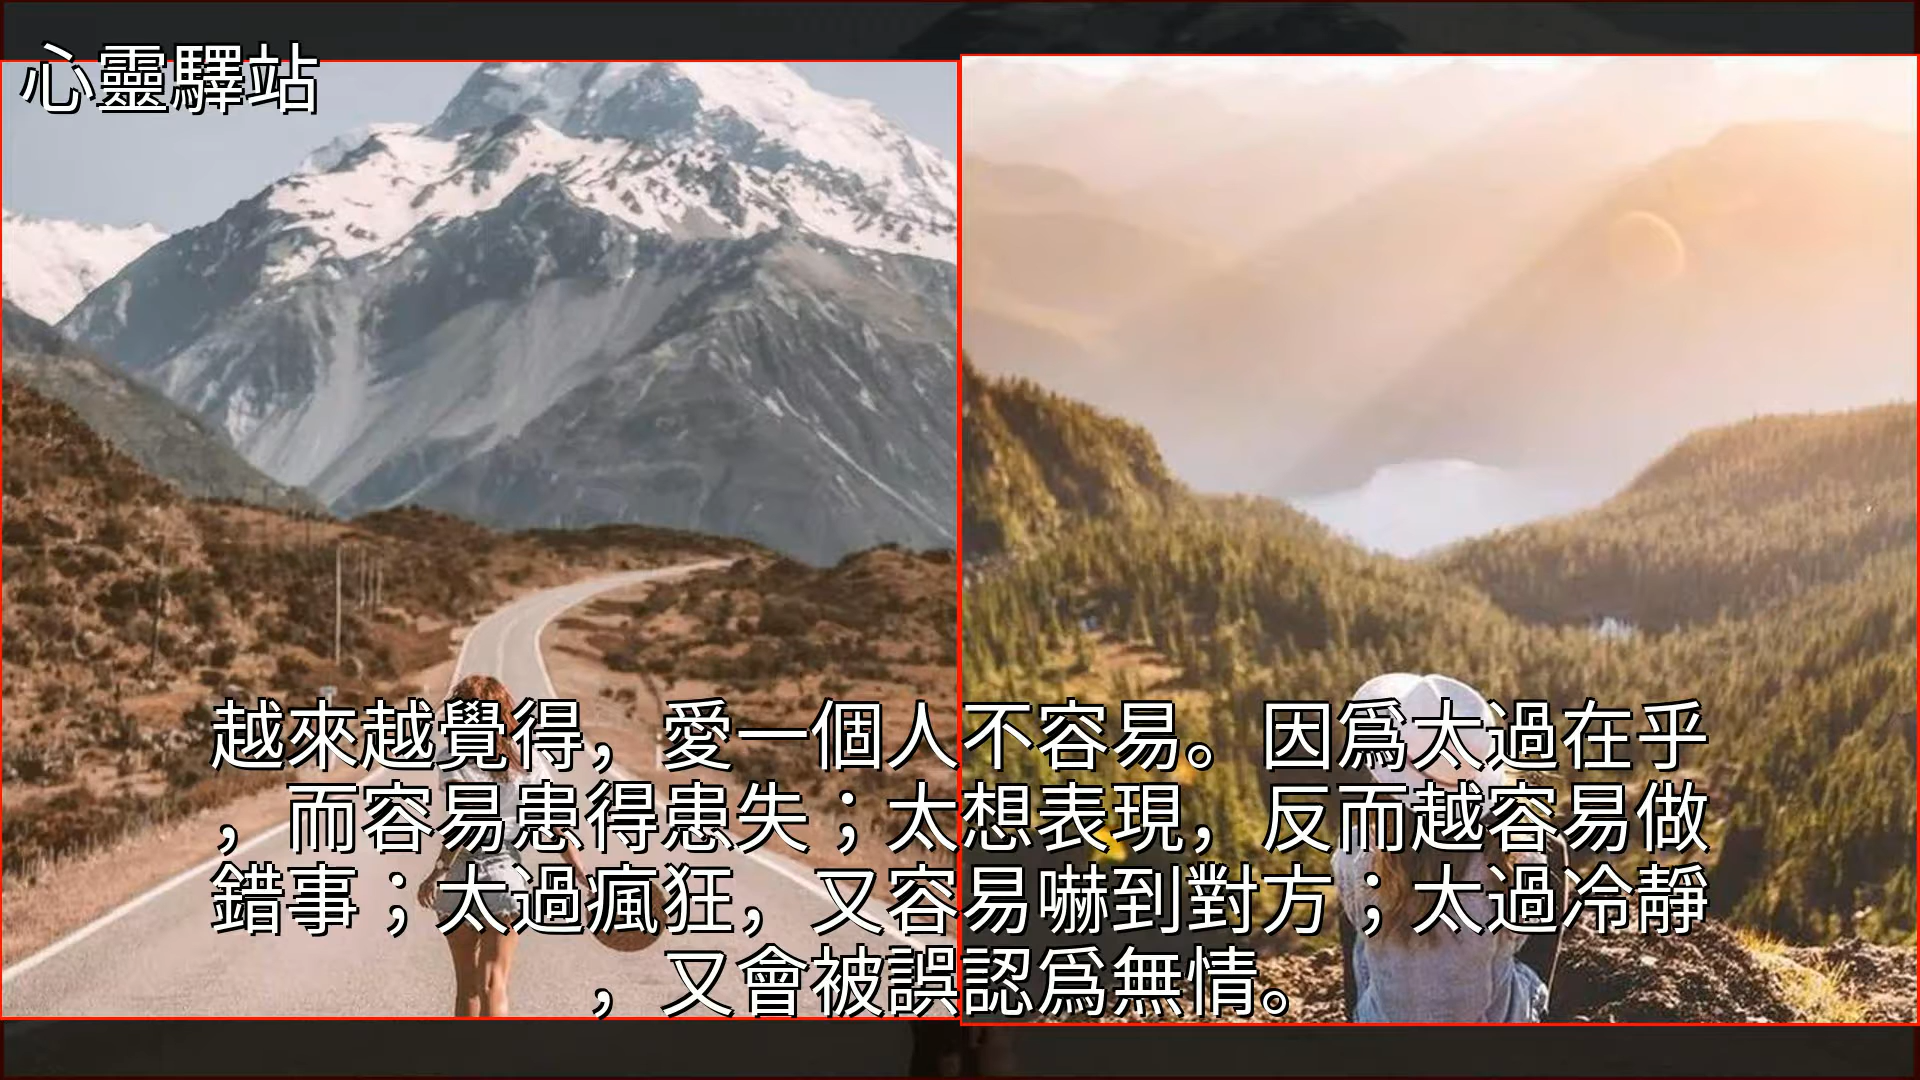 心靈驛站
越來越覺得，愛一個人不容易。因爲太過在乎
，而容易患得患失；太想表現，反而越容易做
錯事；太過瘋狂，又容易嚇到對方；太過冷靜
，又會被誤認爲無情。